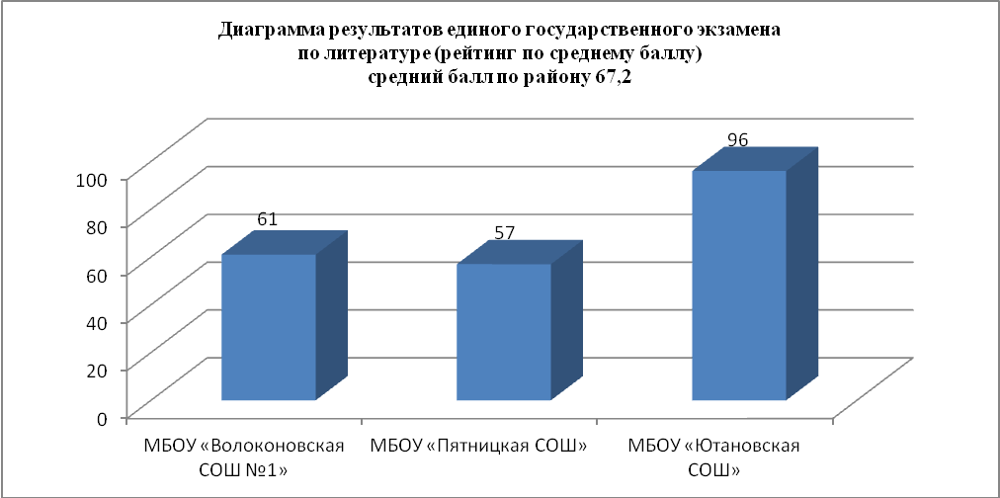 Диаграмма результатов единого государственного экзамена
по литературе (рейтинг по среднему баллу)
средний балл по району 67,2
96
61
57
100
80
60
40
20
0
МБОУ «Волоконовская
СОШ №1»
МБОУ «Пятницкая СОШ»
МБОУ «Ютановская
СОШ»